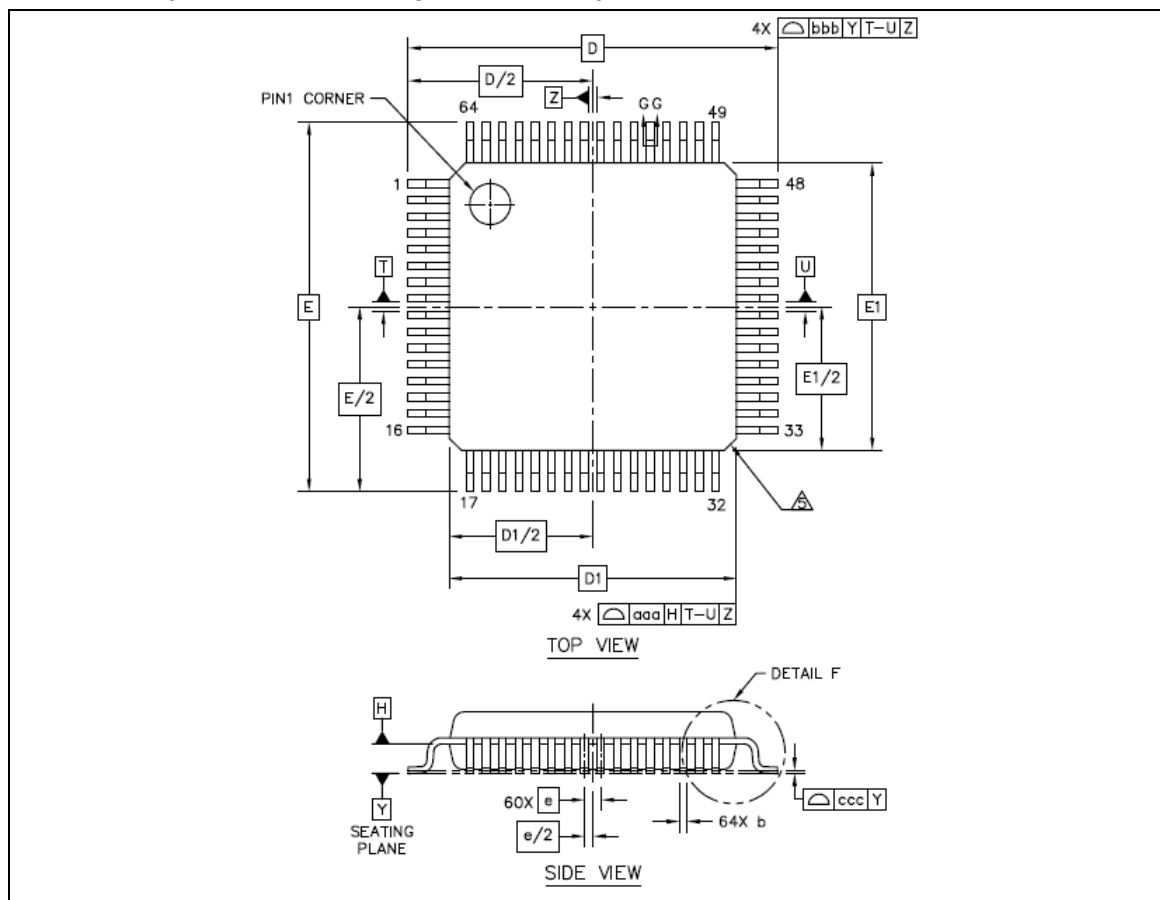 4X ⌓ bbb Y T-U Z
D
D/2
Z
PIN1 CORNER
64
G G
49
1
48
T
U
E
E1
E/2
E1/2
16
33
17
32
5
D1/2
D1
4X ⌓ aaa H T-U Z
TOP VIEW
DETAIL F
H
Y
SEATING
PLANE
60X e
e/2
64X b
⌓ ccc Y
SIDE VIEW